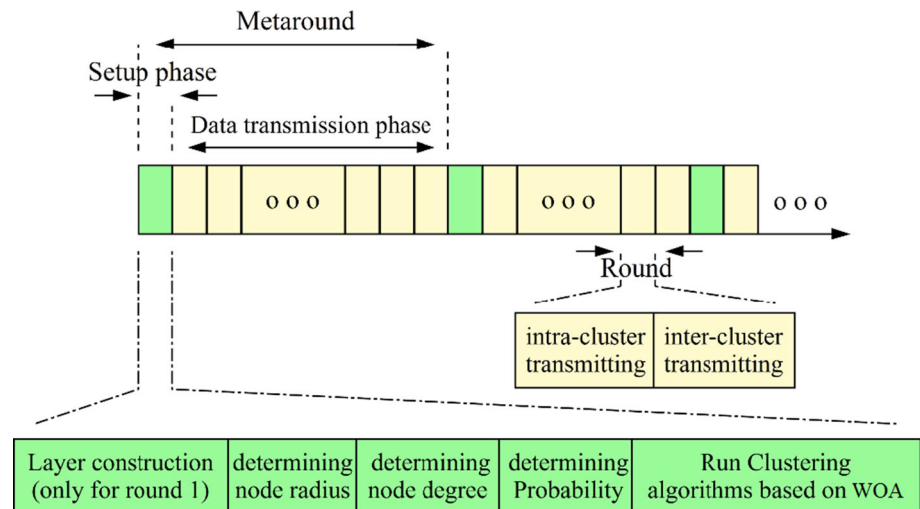 Metaround
Setup phase
Data transmission phase
o o o
o o o
o o o
Round
intra-cluster
transmitting
inter-cluster
transmitting
Layer construction
(only for round 1)
determining
node radius
determining
node degree
determining
Probability
Run Clustering
algorithms based on WOA